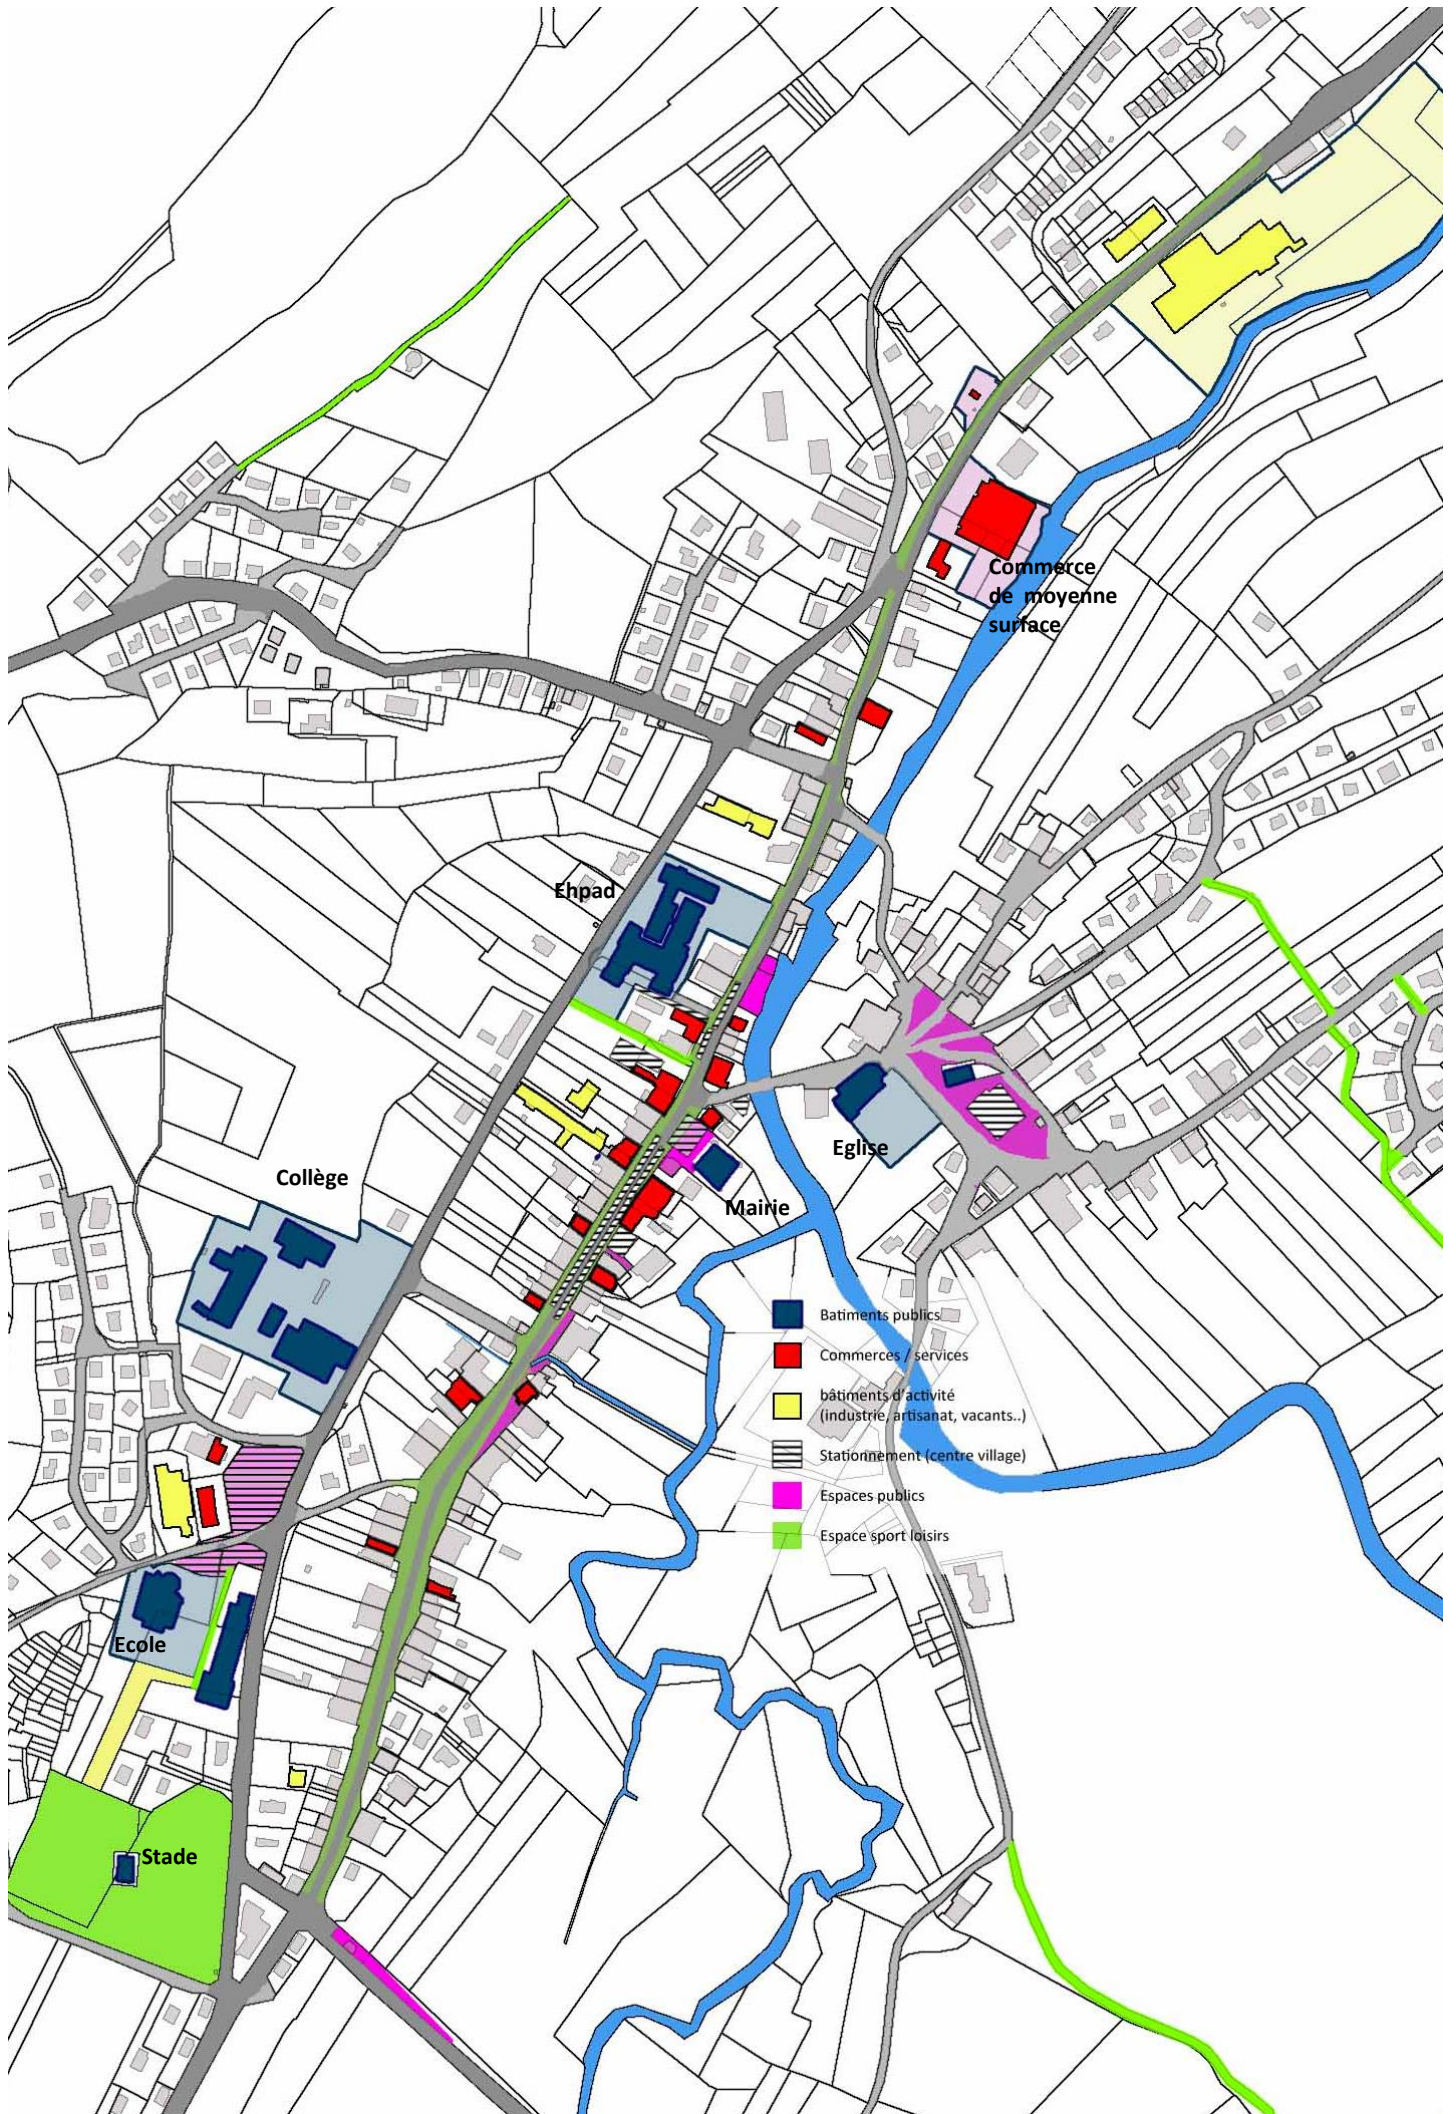 Commerce
de moyenne
surface
Ehpad
Eglise
Collège
Mairie
Batiments publics
Commerces / services
bâtiments d'activité
(industrie, artisanat, vacants..)
Stationnement (centre village)
Espaces publics
Espace sport loisirs
Ecole
Stade